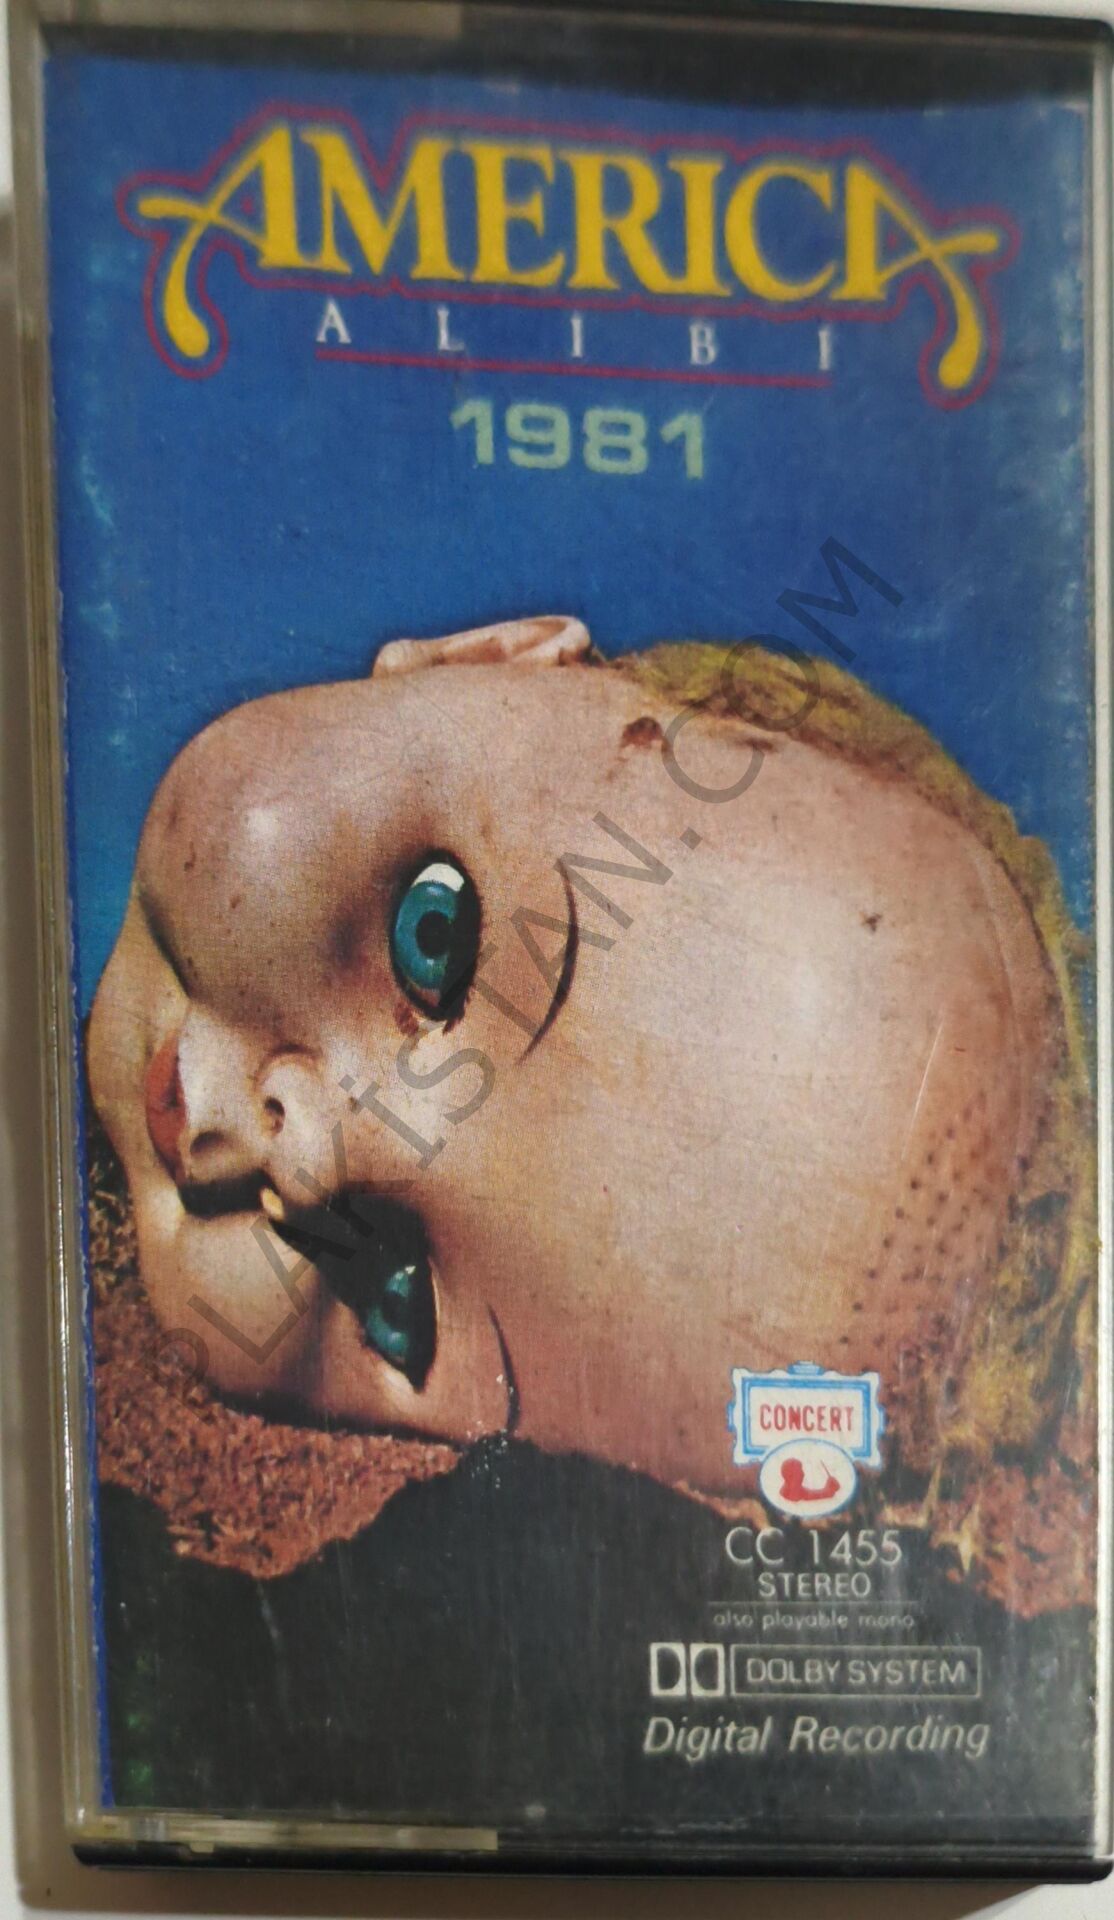 AMERICA
ALIBI
1981
PLAKİSTAN.COM
CONCERT
CC 1455
STEREO
also playable mono
DOLBY SYSTEM
Digital Recording